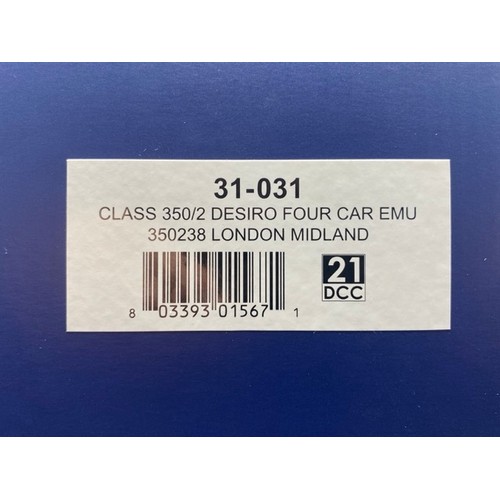 31-031
CLASS 350/2 DESIRO FOUR CAR EMU
350238 LONDON MIDLAND
21
DCC
8 03393 01567 1